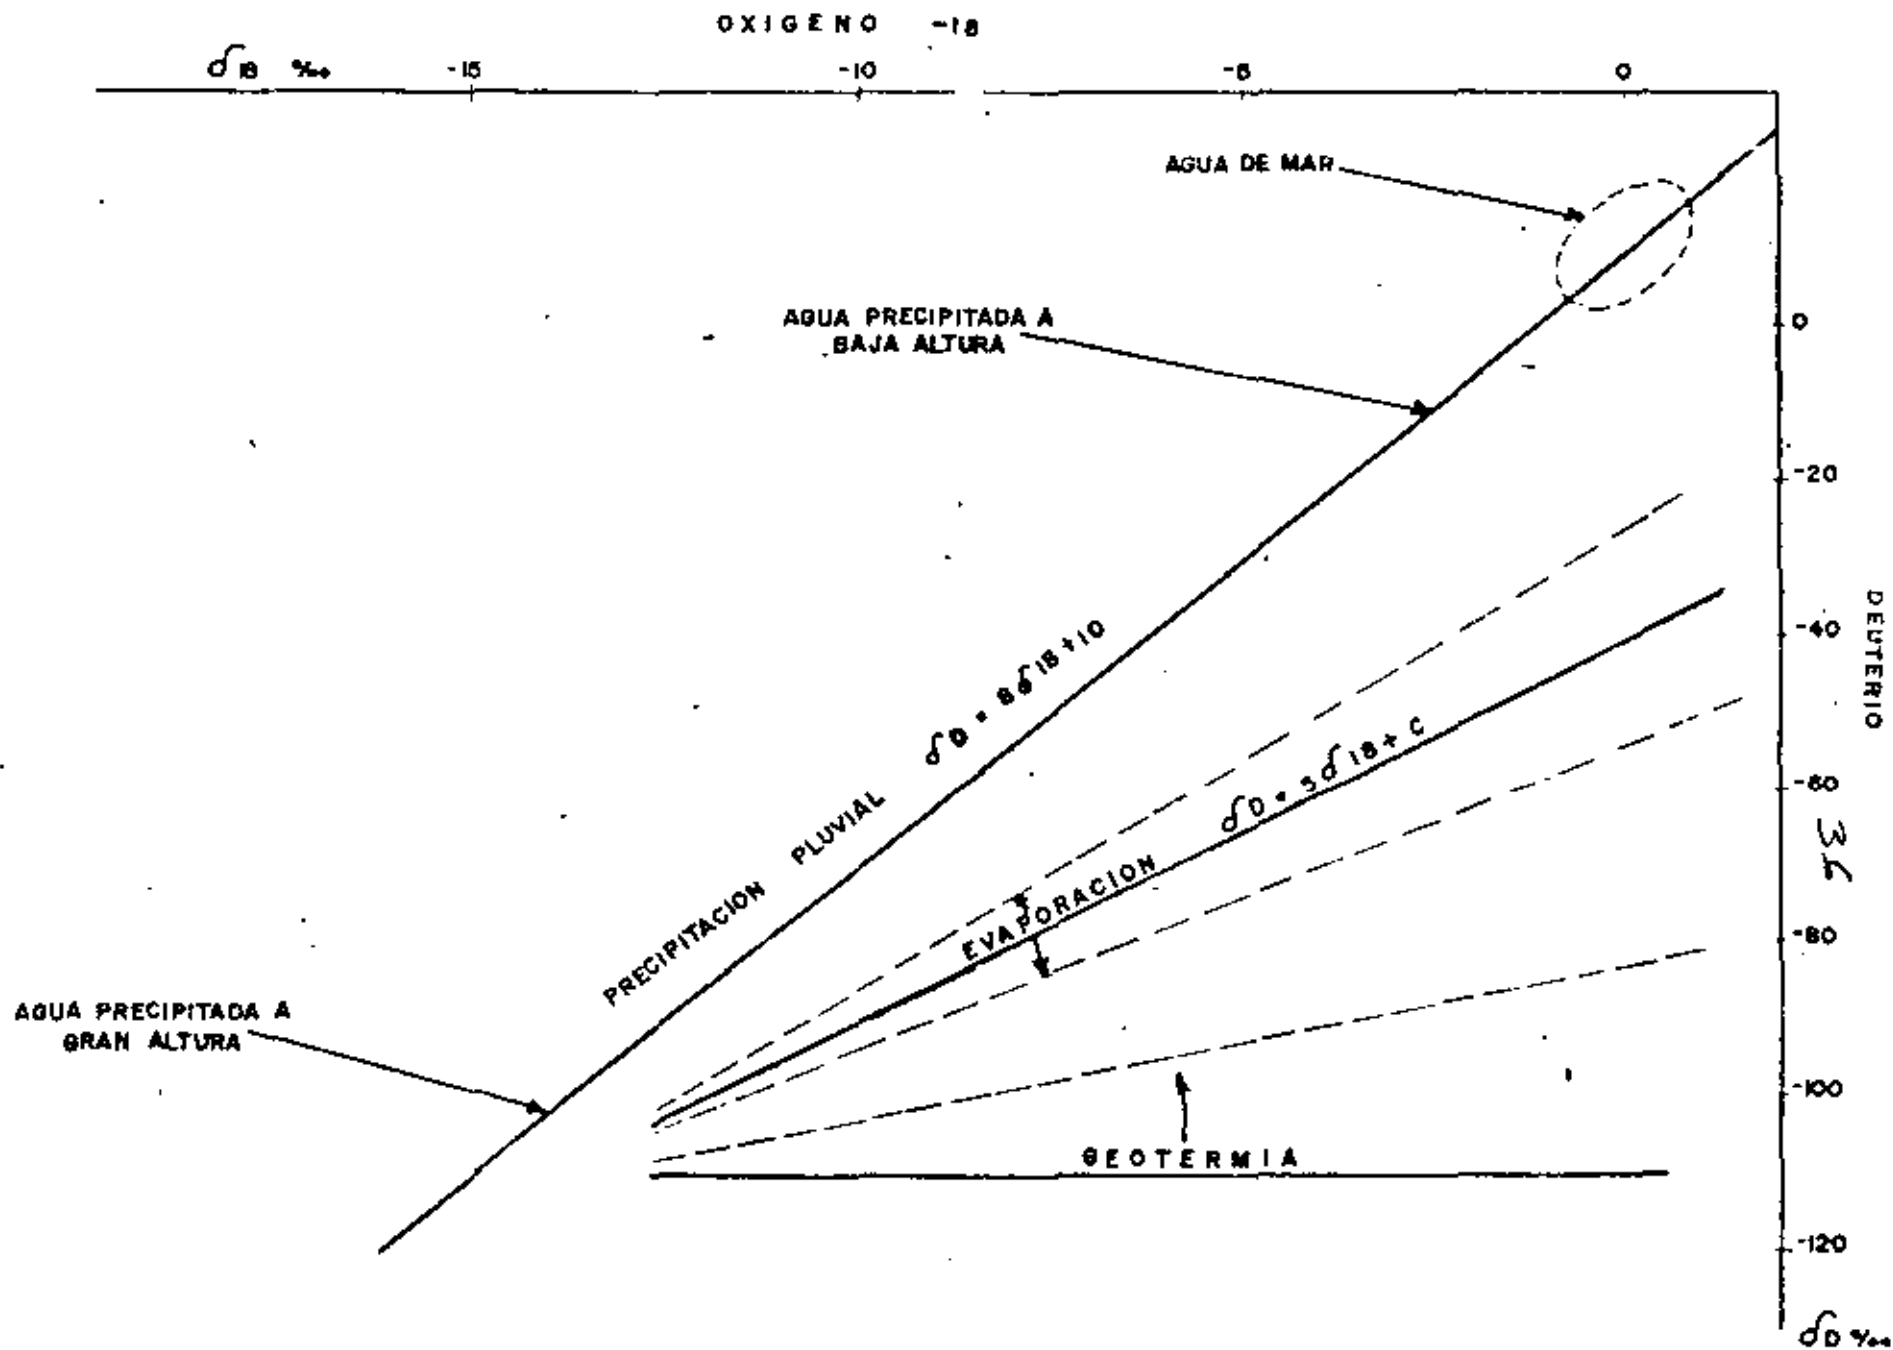 OXIGENO -18
δ18 ‰ -15 -10 -5 0
AGUA DE MAR
AGUA PRECIPITADA A
BAJA ALTURA
0
-20
-40
-60
-80
-100
-120
DEUTERIO
36
δD = 8δ18+10
δD = 5δ18+C
PRECIPITACION PLUVIAL
EVAPORACION
AGUA PRECIPITADA A
GRAN ALTURA
GEOTERMIA
δD ‰